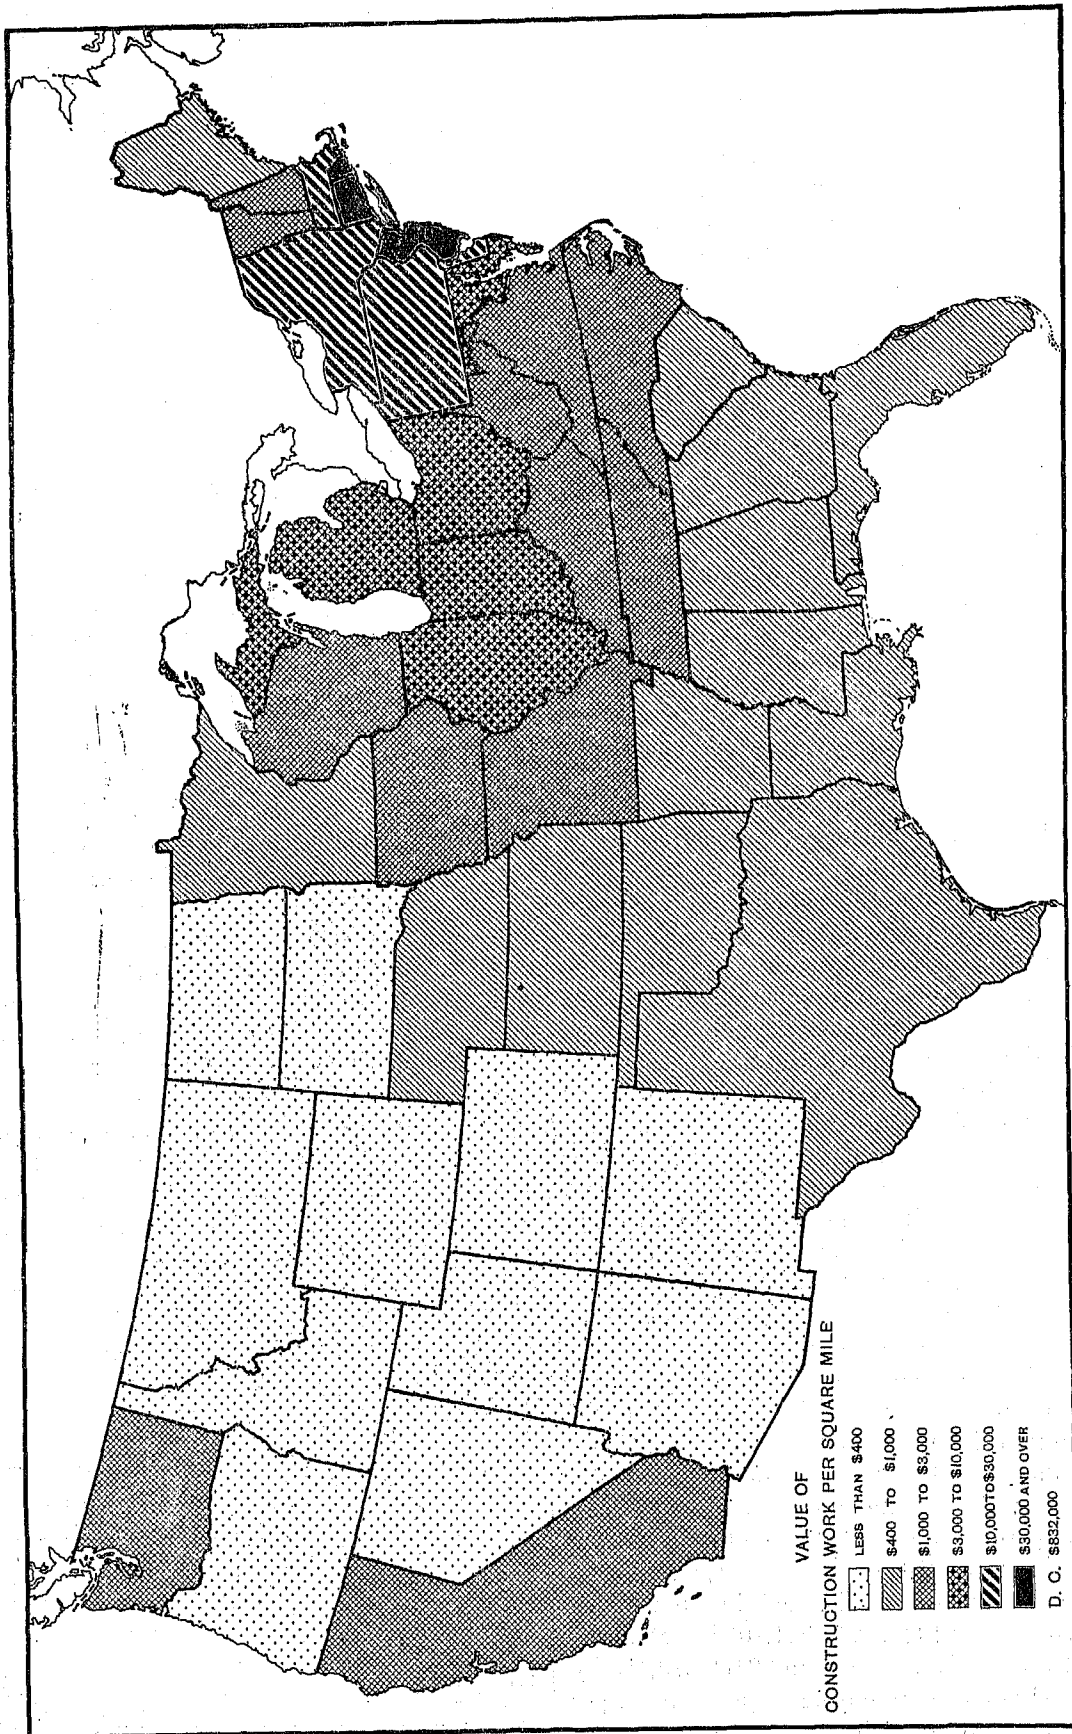 VALUE OF
CONSTRUCTION WORK PER SQUARE MILE
LESS THAN $400
$400 TO $1,000
$1,000 TO $3,000
$3,000 TO $10,000
$10,000 TO $30,000
$30,000 AND OVER
D. C. $832,000